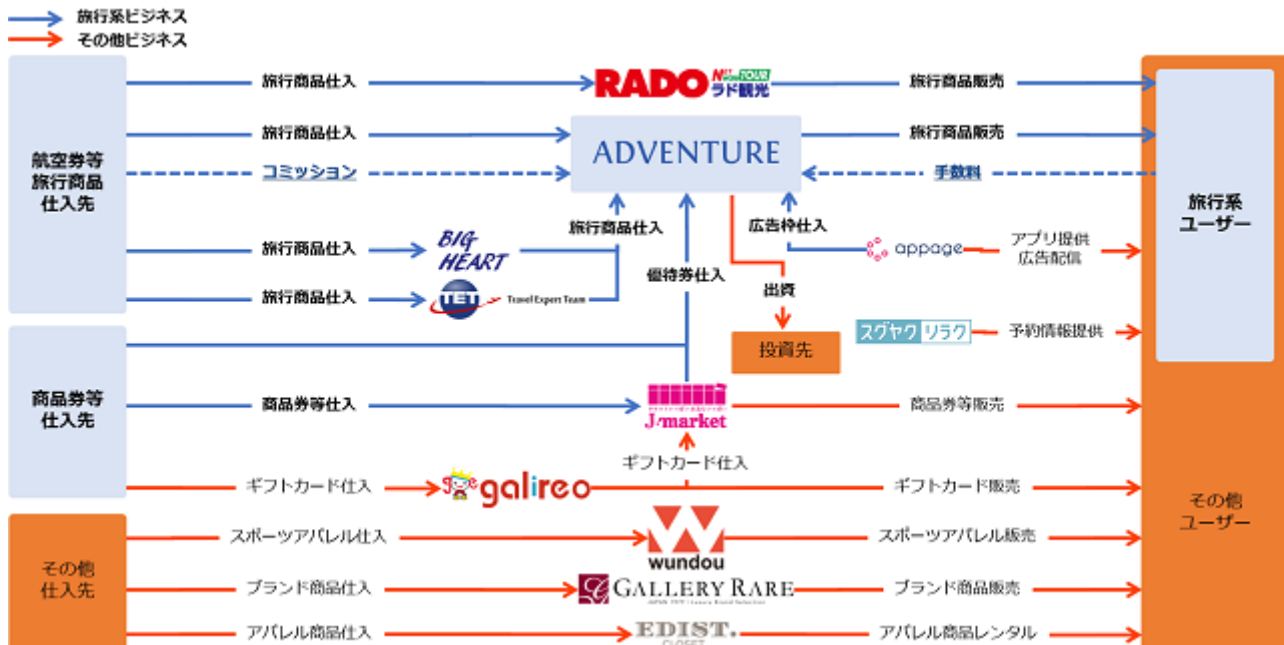 旅行系ビジネス
その他ビジネス
航空券等
旅行商品
仕入先
旅行商品仕入
RADO
N
TOUR
ラド観光
旅行商品販売
旅行商品仕入
ADVENTURE
旅行商品販売
コミッション
手数料
旅行系
ユーザー
旅行商品仕入
広告枠仕入
旅行商品仕入
BIG
HEART
appage
アプリ提供
広告配信
優待券仕入
旅行商品仕入
TET
Travel Expert Team
出資
投資先
スグヤク リラク
予約情報提供
商品券等
仕入先
商品券等仕入
J-market
商品券等販売
ギフトカード仕入
ギフトカード仕入
galireo
ギフトカード販売
その他
ユーザー
スポーツアパレル仕入
wundou
スポーツアパレル販売
その他
仕入先
ブランド商品仕入
GALLERY RARE
ブランド商品販売
アパレル商品仕入
EDIST.
CLOSET
アパレル商品レンタル